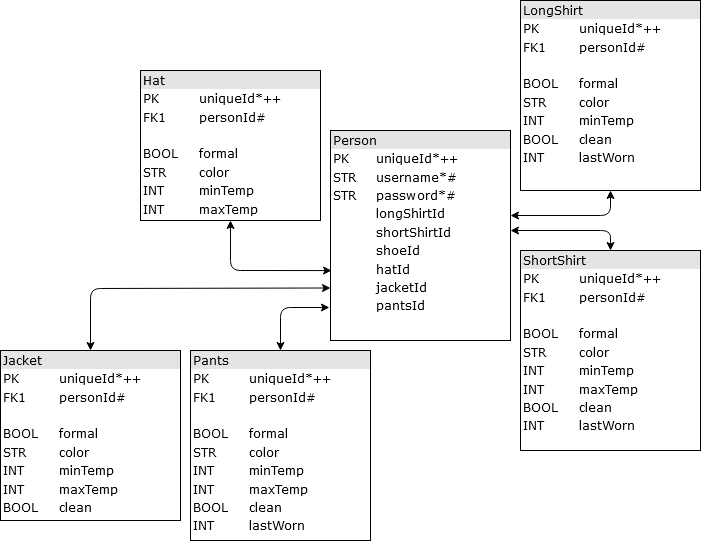 LongShirt
PK uniqueId*++
FK1 personId#
BOOL formal
STR color
INT minTemp
BOOL clean
INT lastWorn
Hat
PK uniqueId*++
FK1 personId#
BOOL formal
STR color
INT minTemp
INT maxTemp
Person
PK uniqueId*++
STR username*#
STR password*#
longShirtId
shortShirtId
shoeId
hatId
jacketId
pantsId
ShortShirt
PK uniqueId*++
FK1 personId#
BOOL formal
STR color
INT minTemp
INT maxTemp
BOOL clean
INT lastWorn
Jacket
PK uniqueId*++
FK1 personId#
BOOL formal
STR color
INT minTemp
INT maxTemp
BOOL clean
Pants
PK uniqueId*++
FK1 personId#
BOOL formal
STR color
INT minTemp
INT maxTemp
BOOL clean
INT lastWorn